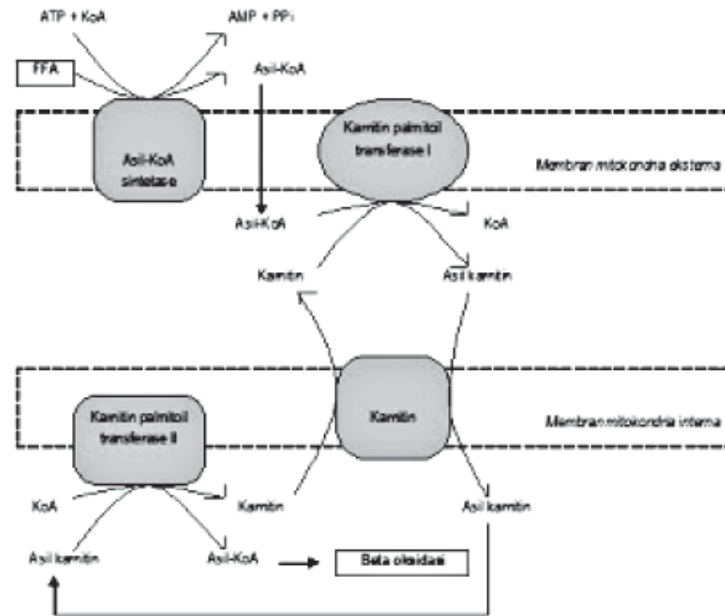 ATP + KoA
AMP + PPi
FFA
Asil-KoA
Asil-KoA
sintetase
Karnitin palmitoil
transferase I
Membran mitokondria eksterna
Asil-KoA
KoA
Karnitin
Asil karnitin
Karnitin palmitoil
transferase II
Karnitin
Membran mitokondria interna
KoA
Karnitin
Asil karnitin
Asil karnitin
Asil-KoA
Beta oksidasi